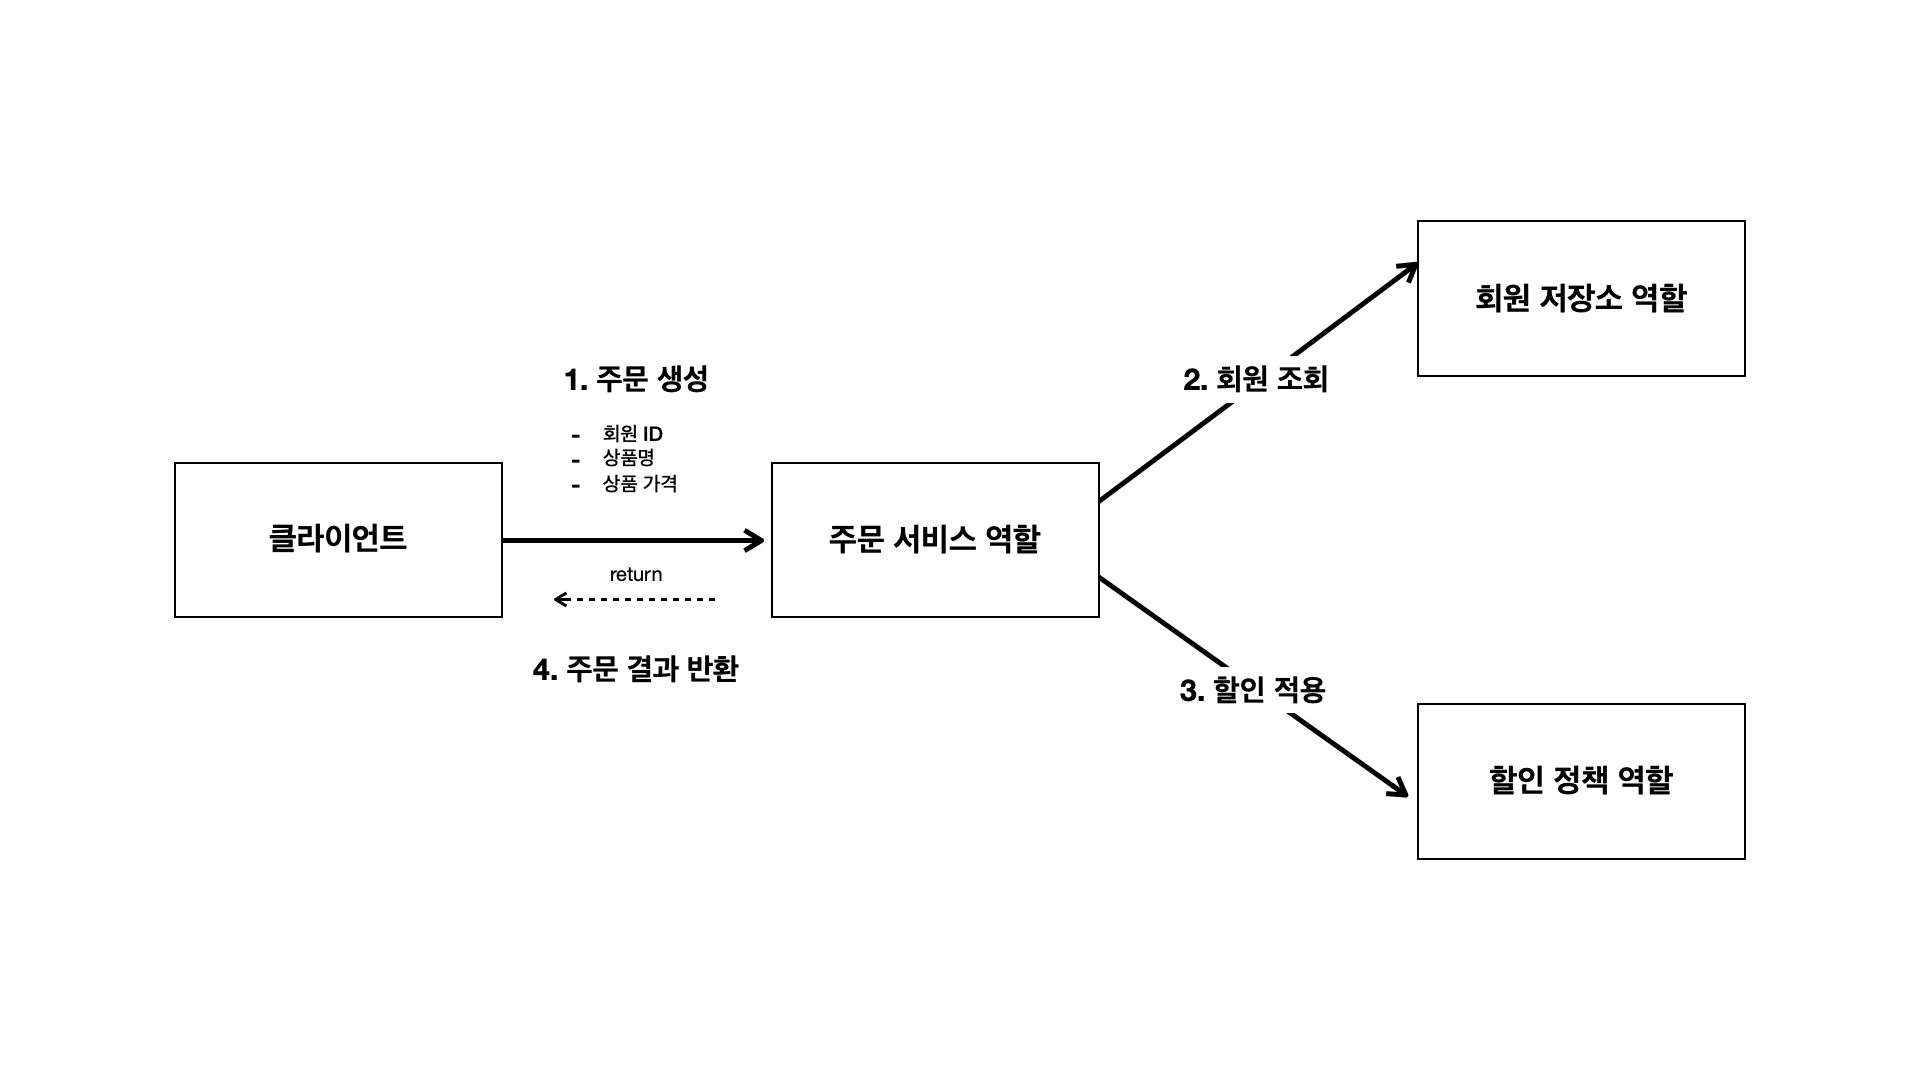 클라이언트
1. 주문 생성
- 회원 ID
- 상품명
- 상품 가격
return
4. 주문 결과 반환
주문 서비스 역할
2. 회원 조회
회원 저장소 역할
3. 할인 적용
할인 정책 역할